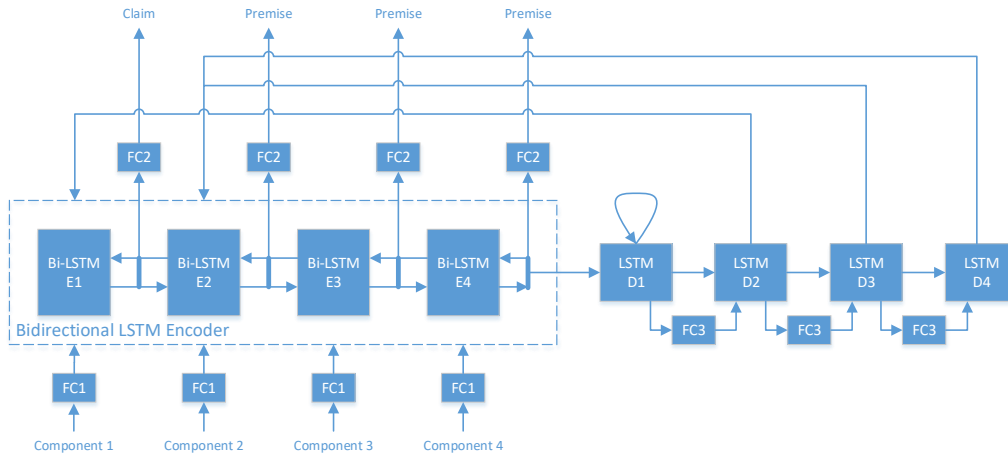 Claim
Premise
Premise
Premise
FC2
FC2
FC2
FC2
Bi-LSTM
E1
Bi-LSTM
E2
Bi-LSTM
E3
Bi-LSTM
E4
LSTM
D1
LSTM
D2
LSTM
D3
LSTM
D4
Bidirectional LSTM Encoder
FC3
FC3
FC3
FC1
FC1
FC1
FC1
Component 1
Component 2
Component 3
Component 4